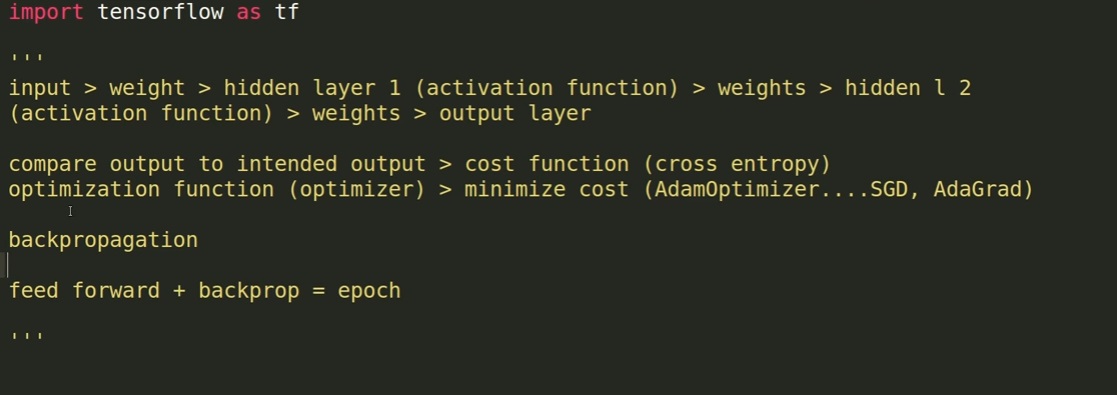 import tensorflow as tf
'''
input > weight > hidden layer 1 (activation function) > weights > hidden l 2
(activation function) > weights > output layer
compare output to intended output > cost function (cross entropy)
optimization function (optimizer) > minimize cost (AdamOptimizer....SGD, AdaGrad)
backpropagation
feed forward + backprop = epoch
'''